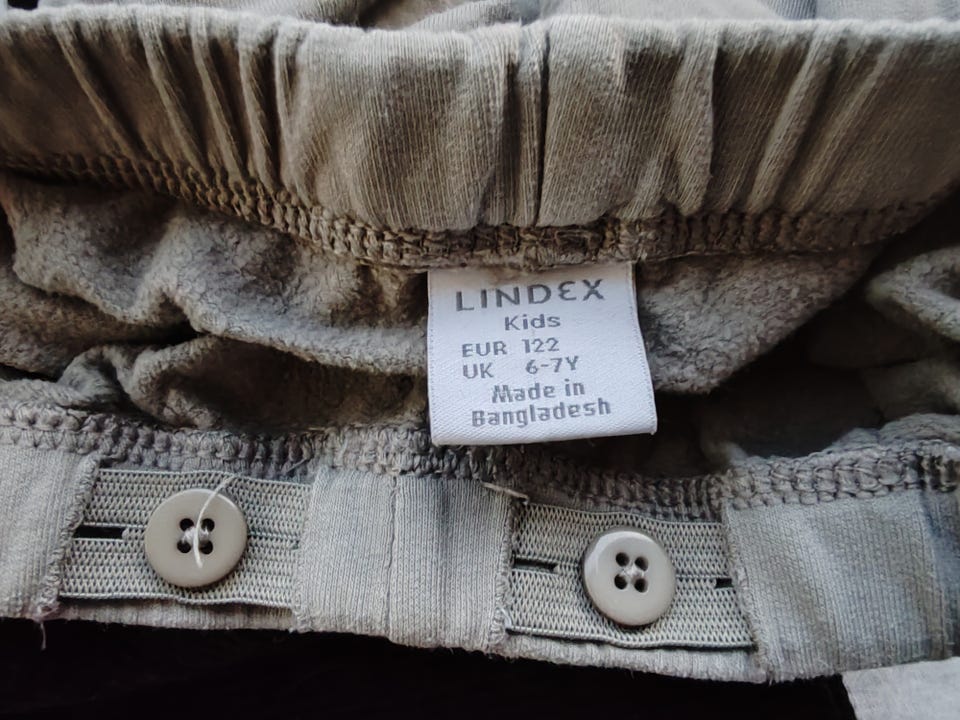 LINDEX
Kids
EUR 122
UK 6-7Y
Made in
Bangladesh